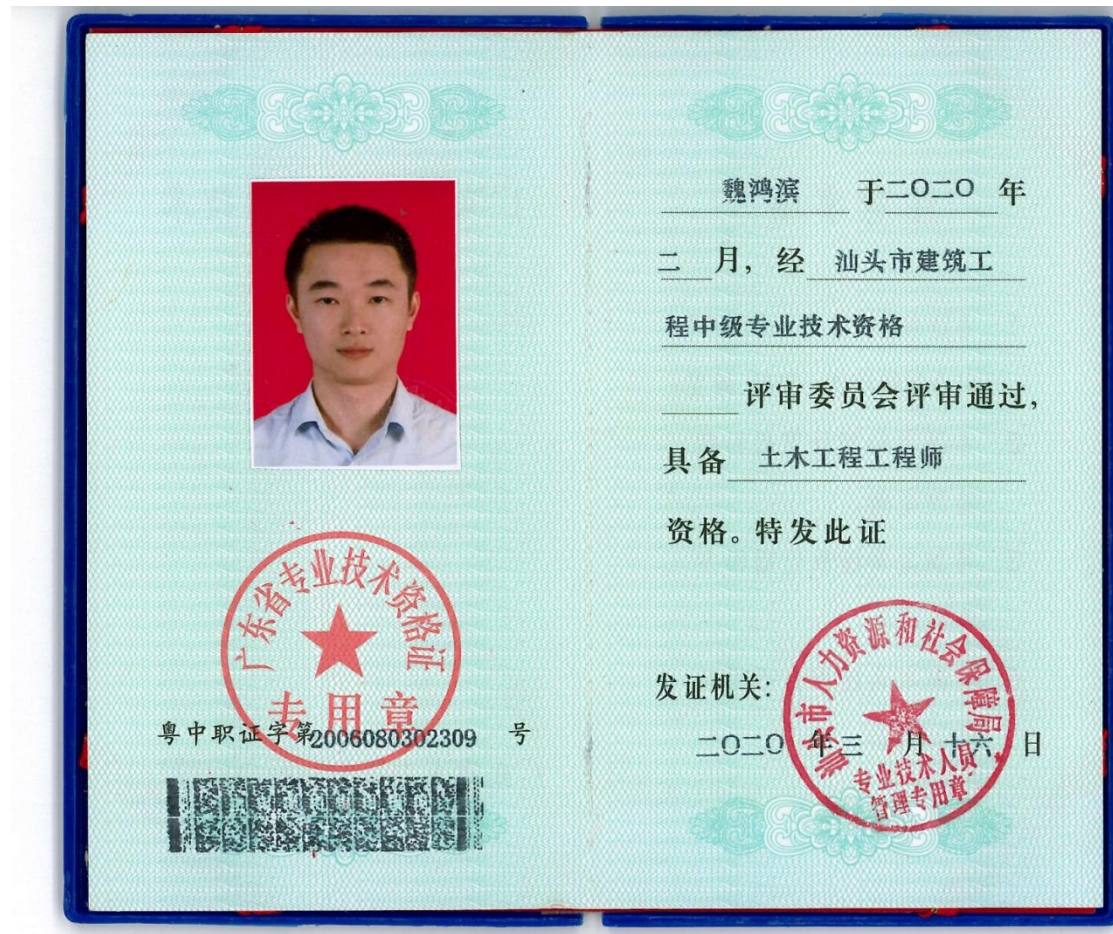 广东省专业技术资格证
专用章
粤中职证字第2006080302309 号
魏鸿滨 于二〇二〇 年
二 月，经 汕头市建筑工
程中级专业技术资格
评审委员会评审通过，
具备 土木工程工程师
资格。特发此证
发证机关：
汕头市人力资源和社会保障局
二〇二〇 年 三 月 十六 日
专业技术人员
管理专用章